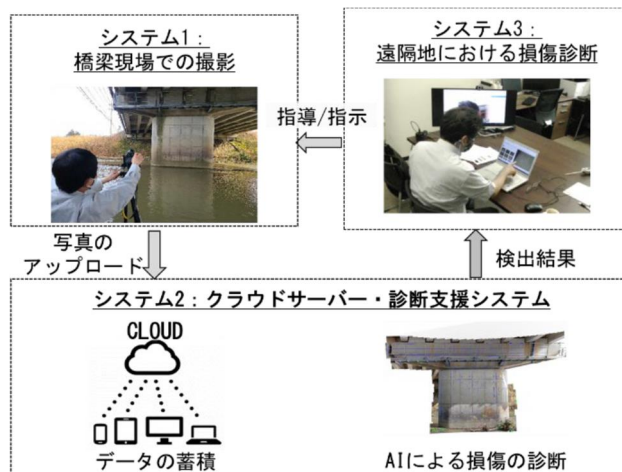 システム1：
橋梁現場での撮影
システム3：
遠隔地における損傷診断
指導/指示
写真の
アップロード
検出結果
システム2：クラウドサーバー・診断支援システム
CLOUD
データの蓄積
AIによる損傷の診断